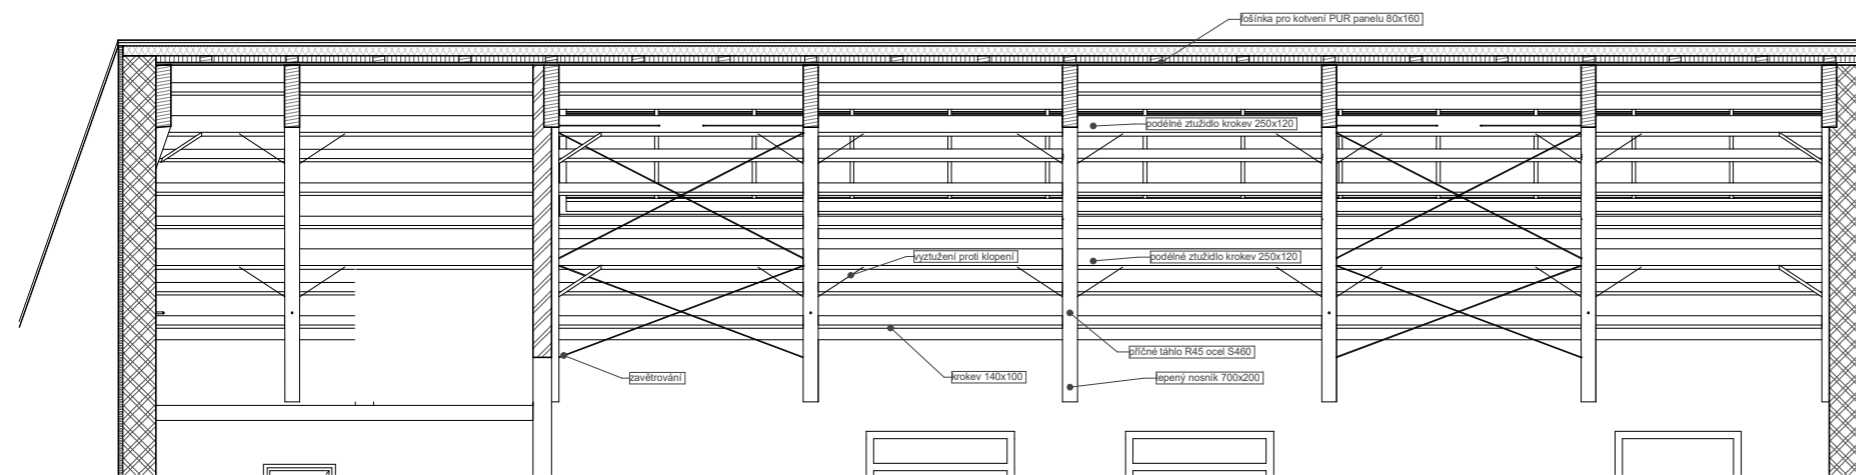 lošínka pro kotvení PUR panelu 80x160
podélné ztužidlo krokev 250x120
vyztužení proti klopení
podélné ztužidlo krokev 250x120
příčné táhlo R45 ocel S460
zavětrování
krokev 140x100
lepený nosník 700x200